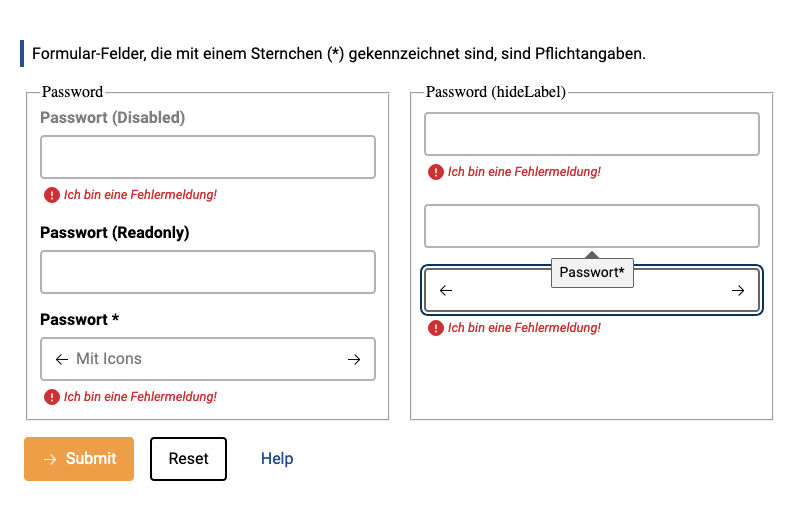 Formular-Felder, die mit einem Sternchen (*) gekennzeichnet sind, sind Pflichtangaben.
Password
Passwort (Disabled)
Ich bin eine Fehlermeldung!
Passwort (Readonly)
Passwort *
Mit Icons
Ich bin eine Fehlermeldung!
Password (hideLabel)
Ich bin eine Fehlermeldung!
Passwort*
Ich bin eine Fehlermeldung!
Submit
Reset
Help